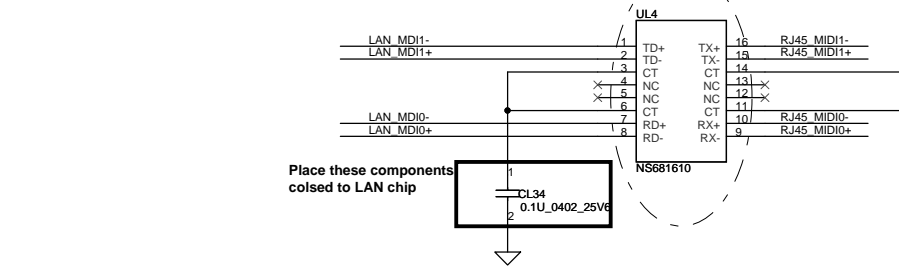 UL4
LAN_MDI1-
LAN_MDI1+
1 TD+ TX+ 16 RJ45_MIDI1-
2 TD- TX- 15 RJ45_MIDI1+
3 CT CT 14
4 NC NC 13
5 NC NC 12
6 CT CT 11
LAN_MDI0- 7 RD+ RX+ 10 RJ45_MIDI0-
LAN_MDI0+ 8 RD- RX- 9 RJ45_MIDI0+
NS681610
Place these components
colsed to LAN chip
1
CL34
0.1U_0402_25V6
2